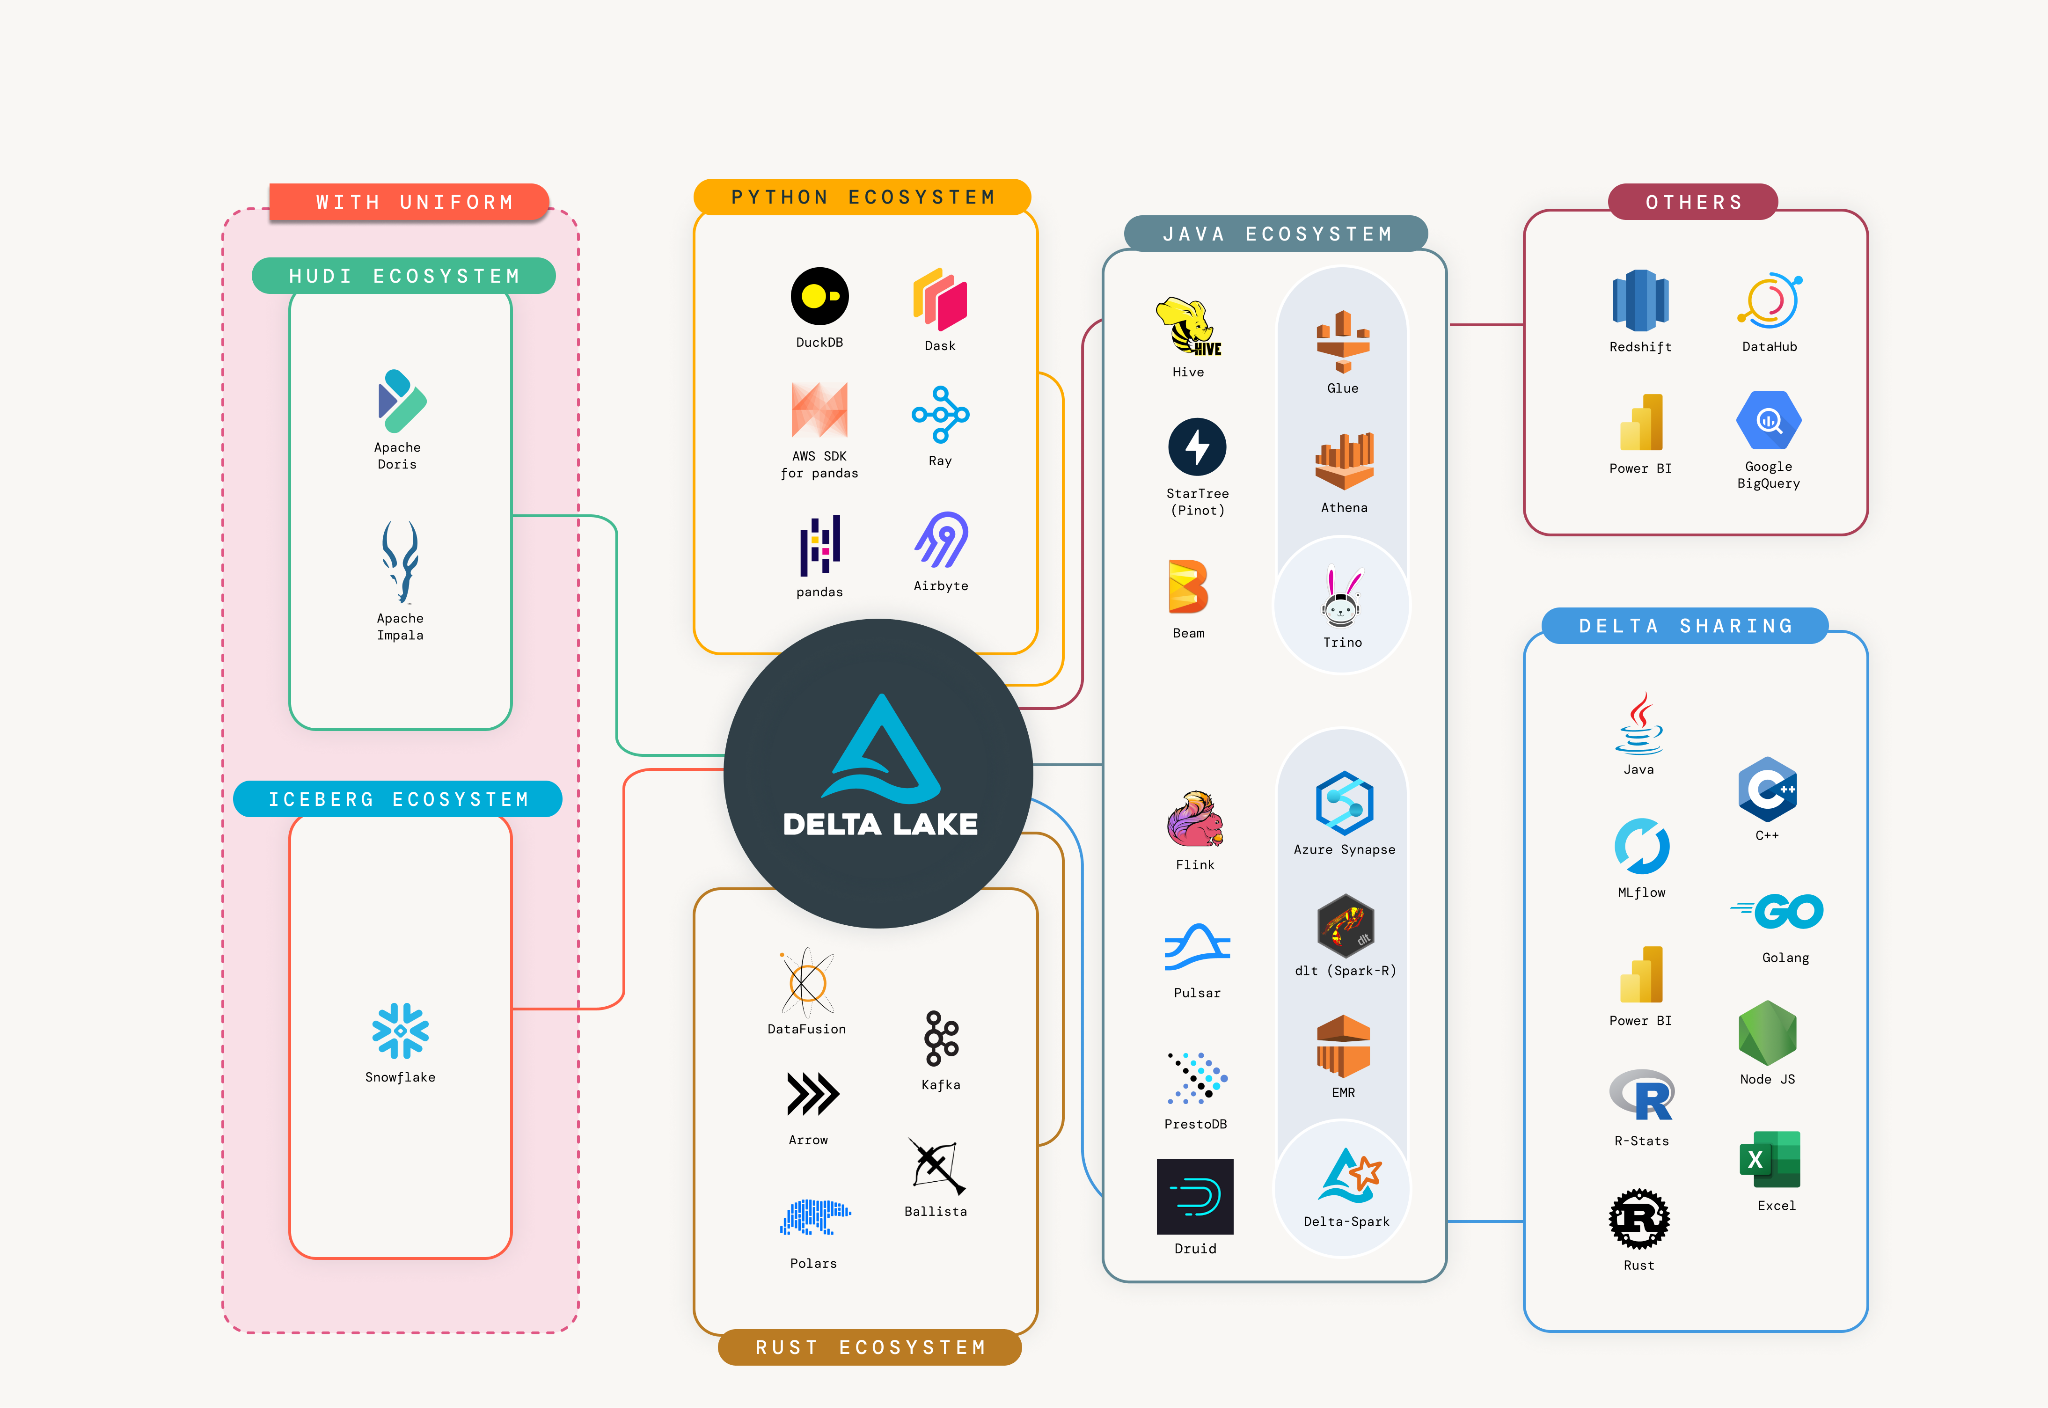 WITH UNIFORM
HUDI ECOSYSTEM
Apache
Doris
Apache
Impala
ICEBERG ECOSYSTEM
Snowflake
PYTHON ECOSYSTEM
DuckDB
Dask
AWS SDK
for pandas
Ray
pandas
Airbyte
DELTA LAKE
DataFusion
Kafka
Arrow
Ballista
Polars
RUST ECOSYSTEM
JAVA ECOSYSTEM
HIVE
Hive
Glue
StarTree
(Pinot)
Athena
Beam
Trino
Flink
Azure Synapse
Pulsar
dlt
dlt (Spark-R)
PrestoDB
EMR
Druid
Delta-Spark
OTHERS
Redshift
DataHub
Power BI
Google
BigQuery
DELTA SHARING
Java
C++
C++
MLflow
GO
Golang
Power BI
Node JS
R
R-Stats
X
Excel
R
Rust